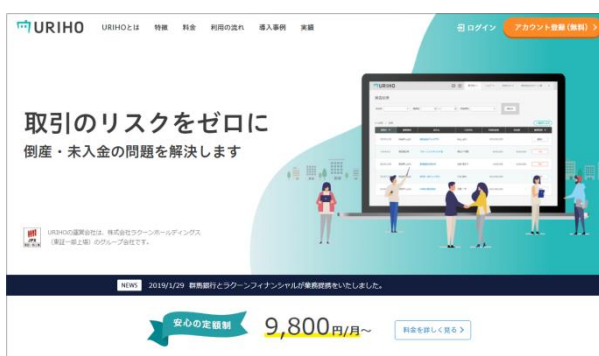 URIHO
URIHOとは 特徴 料金 利用の流れ 導入事例 実績
ログイン
アカウント登録(無料)
取引のリスクをゼロに
倒産・未入金の問題を解決します
URIHO
URIHOの運営会社は、株式会社ラクーンホールディングス
(東証一部上場)のグループ会社です。
JPX
NEWS 2019/1/29 群馬銀行とラクーンフィナンシャルが業務提携をいたしました。
安心の定額制
9,800円/月～
料金を詳しく見る